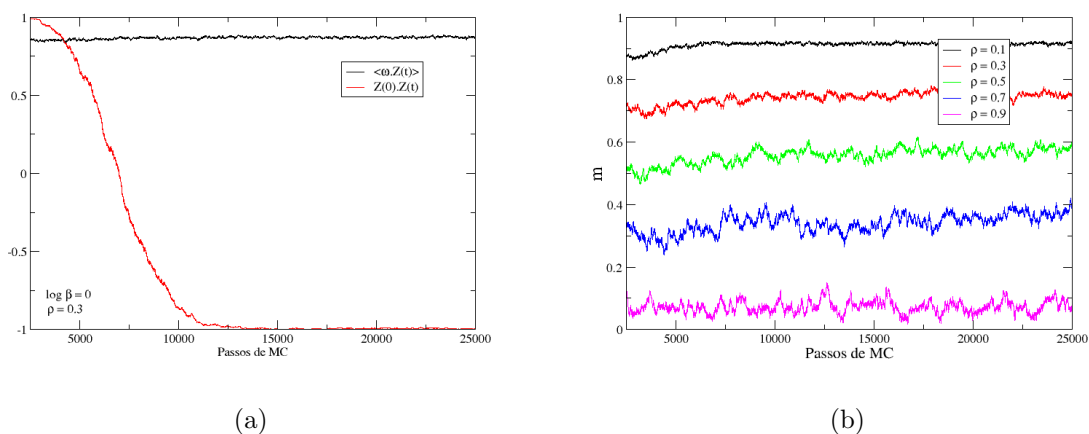 1
0.5
0
-0.5
-1
<ω.Z(t)>
Z(0).Z(t)
log β = 0
ρ = 0.3
5000 10000 15000 20000 25000
Passos de MC
(a)
1
0.8
0.6
0.4
0.2
0
m
ρ = 0.1
ρ = 0.3
ρ = 0.5
ρ = 0.7
ρ = 0.9
5000 10000 15000 20000 25000
Passos de MC
(b)